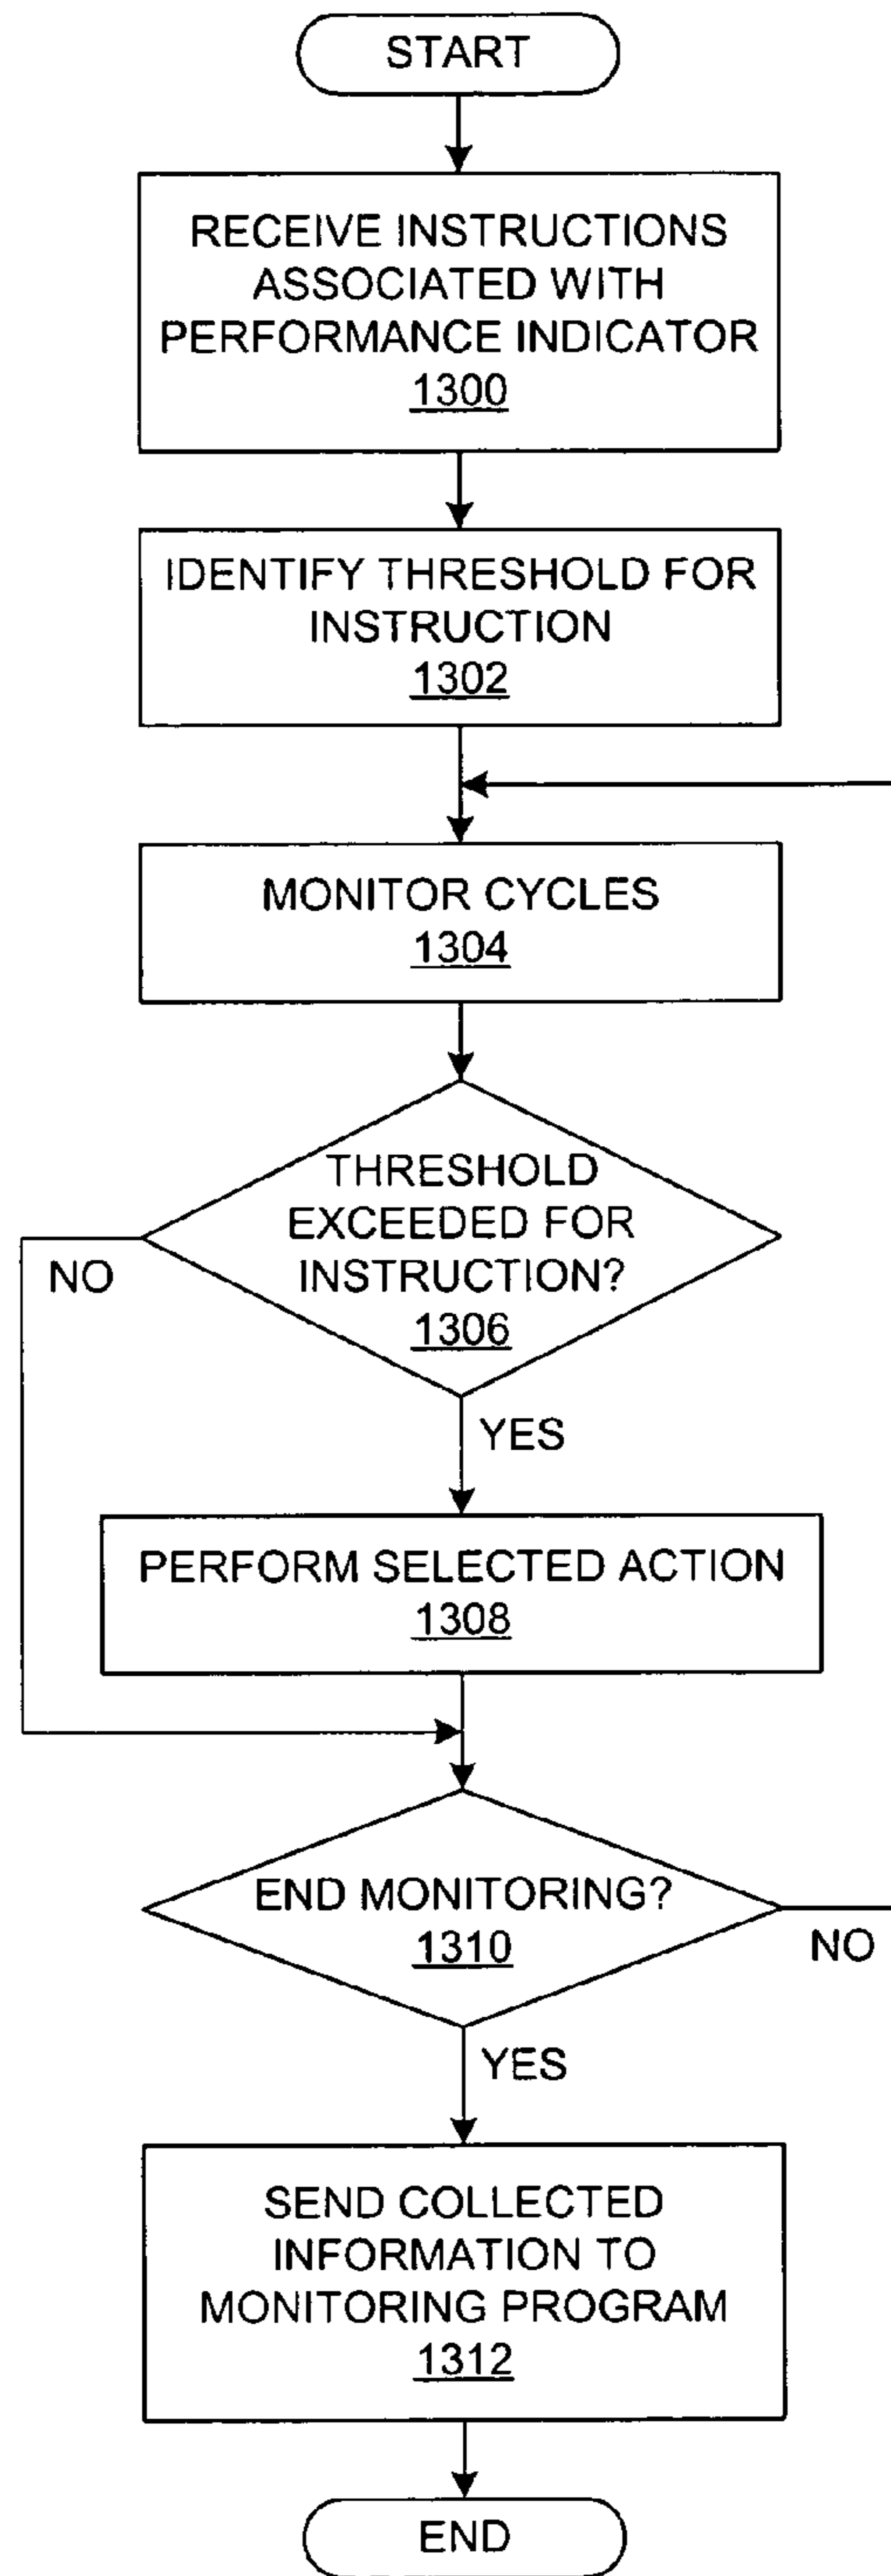 START
RECEIVE INSTRUCTIONS
ASSOCIATED WITH
PERFORMANCE INDICATOR
1300
IDENTIFY THRESHOLD FOR
INSTRUCTION
1302
MONITOR CYCLES
1304
THRESHOLD
EXCEEDED FOR
INSTRUCTION?
1306
NO
YES
PERFORM SELECTED ACTION
1308
END MONITORING?
1310
NO
YES
SEND COLLECTED
INFORMATION TO
MONITORING PROGRAM
1312
END